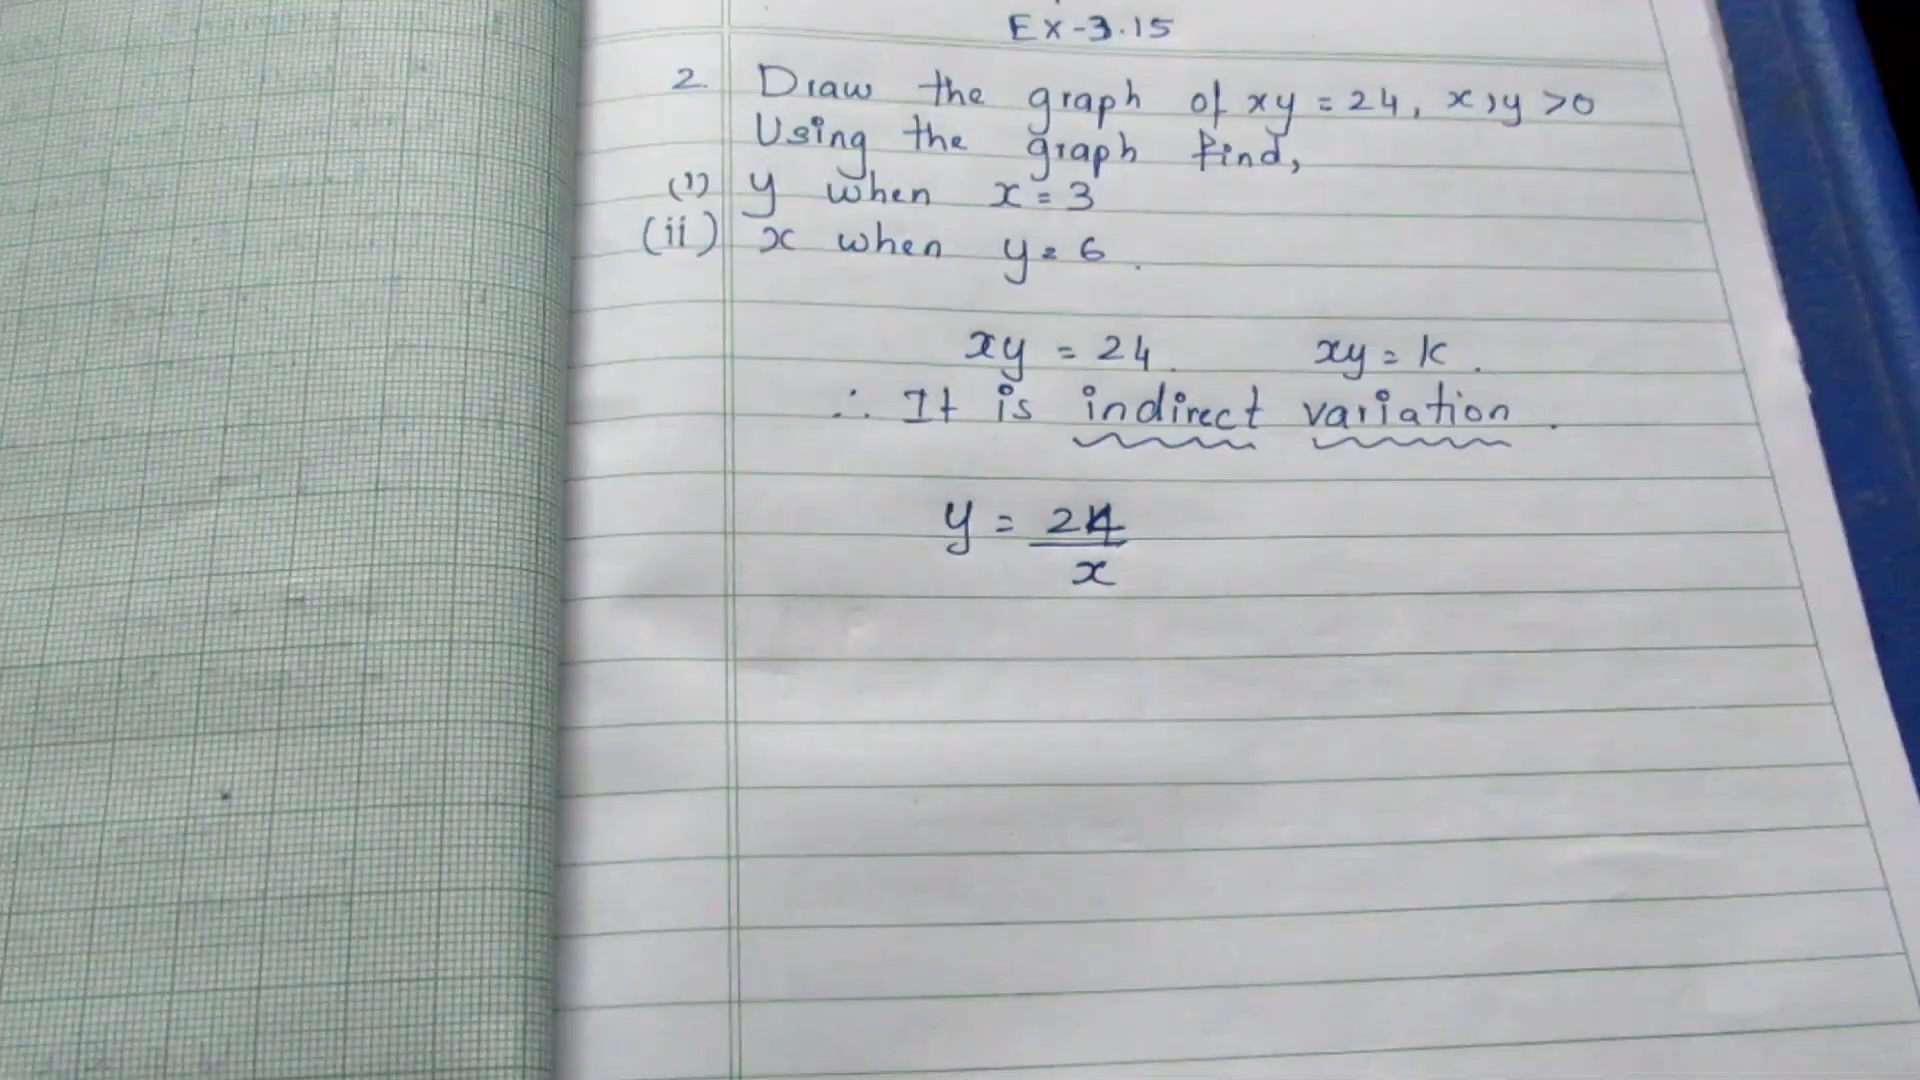 Ex-3.15
2. Draw the graph of xy = 24, x,y >0
Using the graph find,
(i) y when x = 3
(ii) x when y = 6.
xy = 24. xy = k.
∴ It is indirect variation.
y = 24
x